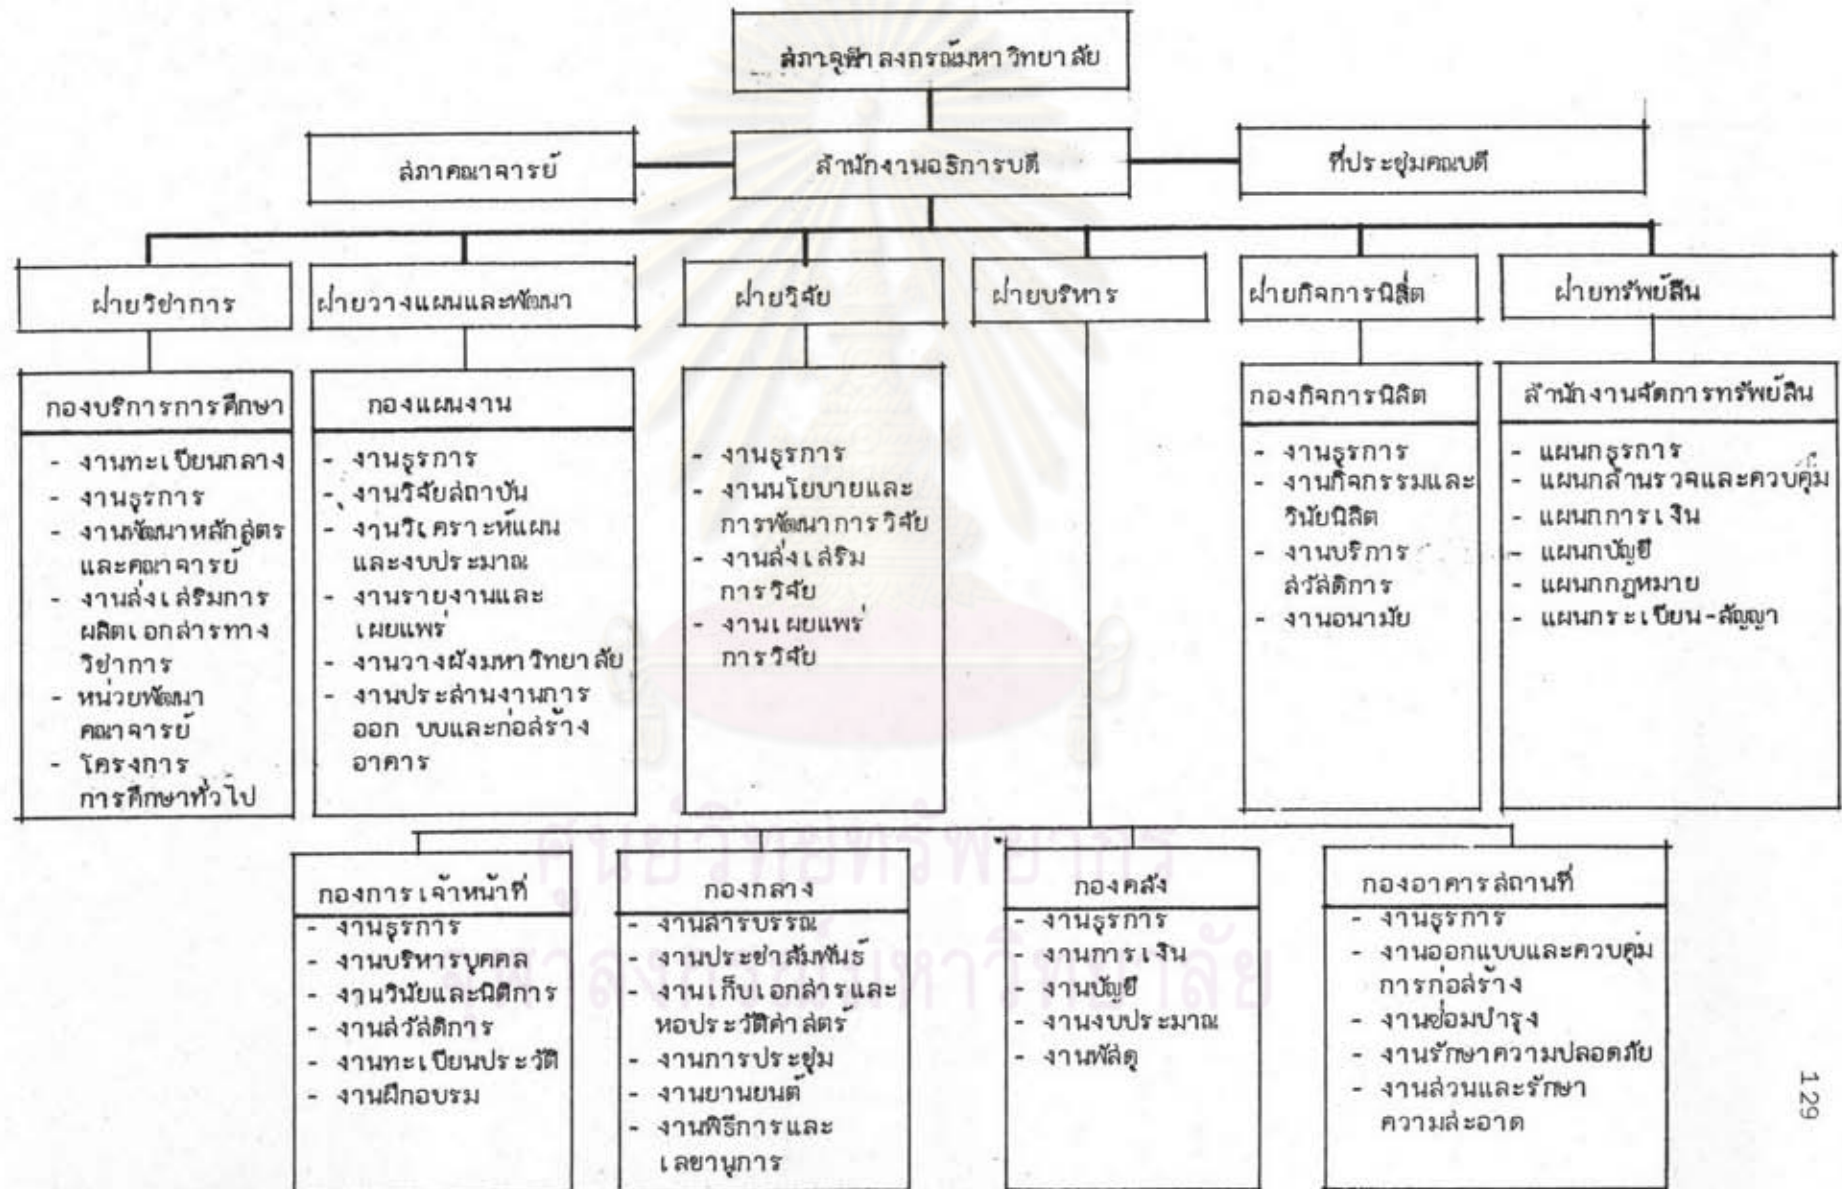 สภาจุฬาลงกรณ์มหาวิทยาลัย
สภาคณาจารย์
สำนักงานอธิการบดี
ที่ประชุมคณบดี
ฝ่ายวิชาการ
ฝ่ายวางแผนและพัฒนา
ฝ่ายวิจัย
ฝ่ายบริหาร
ฝ่ายกิจการนิสิต
ฝ่ายทรัพย์สิน
กองบริการการศึกษา
- งานทะเบียนกลาง
- งานธุรการ
- งานพัฒนาหลักสูตร
และคณาจารย์
- งานส่งเสริมการ
ผลิตเอกสารทาง
วิชาการ
- หน่วยพัฒนา
คณาจารย์
- โครงการ
การศึกษาทั่วไป
กองแผนงาน
- งานธุรการ
- งานวิจัยสถาบัน
- งานวิเคราะห์แผน
และงบประมาณ
- งานรายงานและ
เผยแพร่
- งานวางผังมหาวิทยาลัย
- งานประสานงานการ
ออก บบและก่อสร้าง
อาคาร
- งานธุรการ
- งานนโยบายและ
การพัฒนาการวิจัย
- งานส่งเสริม
การวิจัย
- งานเผยแพร่
การวิจัย
กองกิจการนิสิต
- งานธุรการ
- งานกิจกรรมและ
วินัยนิสิต
- งานบริการ
สวัสดิการ
- งานอนามัย
สำนักงานจัดการทรัพย์สิน
- แผนกธุรการ
- แผนกสำนรวจและควบคุม
- แผนกการเงิน
- แผนกบัญชี
- แผนกกฎหมาย
- แผนกระเบียน-สัญญา
กองการเจ้าหน้าที่
- งานธุรการ
- งานบริหารบุคคล
- งานวินัยและนิติการ
- งานสวัสดิการ
- งานทะเบียนประวัติ
- งานฝึกอบรม
กองกลาง
- งานสารบรรณ
- งานประชาสัมพันธ์
- งานเก็บเอกสารและ
หอประวัติศาสตร์
- งานการประชุม
- งานยานยนต์
- งานพิธีการและ
เลขานุการ
กองคลัง
- งานธุรการ
- งานการเงิน
- งานบัญชี
- งานงบประมาณ
- งานพัสดุ
กองอาคารสถานที่
- งานธุรการ
- งานออกแบบและควบคุม
การก่อสร้าง
- งานซ่อมบำรุง
- งานรักษาความปลอดภัย
- งานสวนและรักษา
ความสะอาด
ศูนย์วิทยทรัพยากร
จุฬาลงกรณ์มหาวิทยาลัย
129